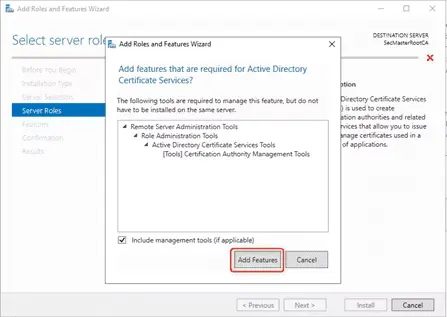 Add Roles and Features Wizard
Select server role
DESTINATION SERVER
SecMasterRootCA
Before You Begin
Installation Type
Server Selection
Server Roles
Features
Confirmation
Results
Add Roles and Features Wizard
Add features that are required for Active Directory
Certificate Services?
The following tools are required to manage this feature, but do not
have to be installed on the same server.
Remote Server Administration Tools
Role Administration Tools
Active Directory Certificate Services Tools
[Tools] Certification Authority Management Tools
Include management tools (if applicable)
Add Features
Cancel
ption
Directory Certificate Services
) is used to create
ation authorities and related
rvices that allow you to issue
anage certificates used in a
of applications.
< Previous
Next >
Install
Cancel